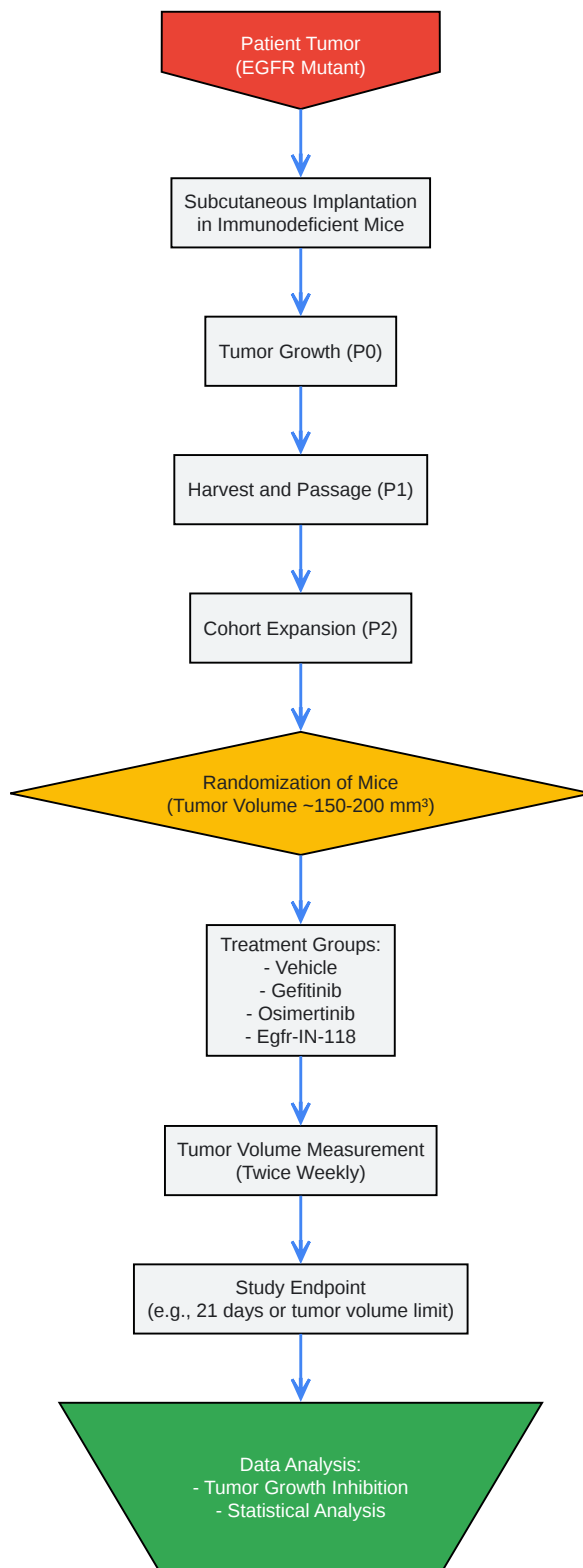 Patient Tumor
(EGFR Mutant)
Subcutaneous Implantation
in Immunodeficient Mice
Tumor Growth (P0)
Harvest and Passage (P1)
Cohort Expansion (P2)
Randomization of Mice
(Tumor Volume ~150-200 mm³)
Treatment Groups:
- Vehicle
- Gefitinib
- Osimertinib
- Egfr-IN-118
Tumor Volume Measurement
(Twice Weekly)
Study Endpoint
(e.g., 21 days or tumor volume limit)
Data Analysis:
- Tumor Growth Inhibition
- Statistical Analysis